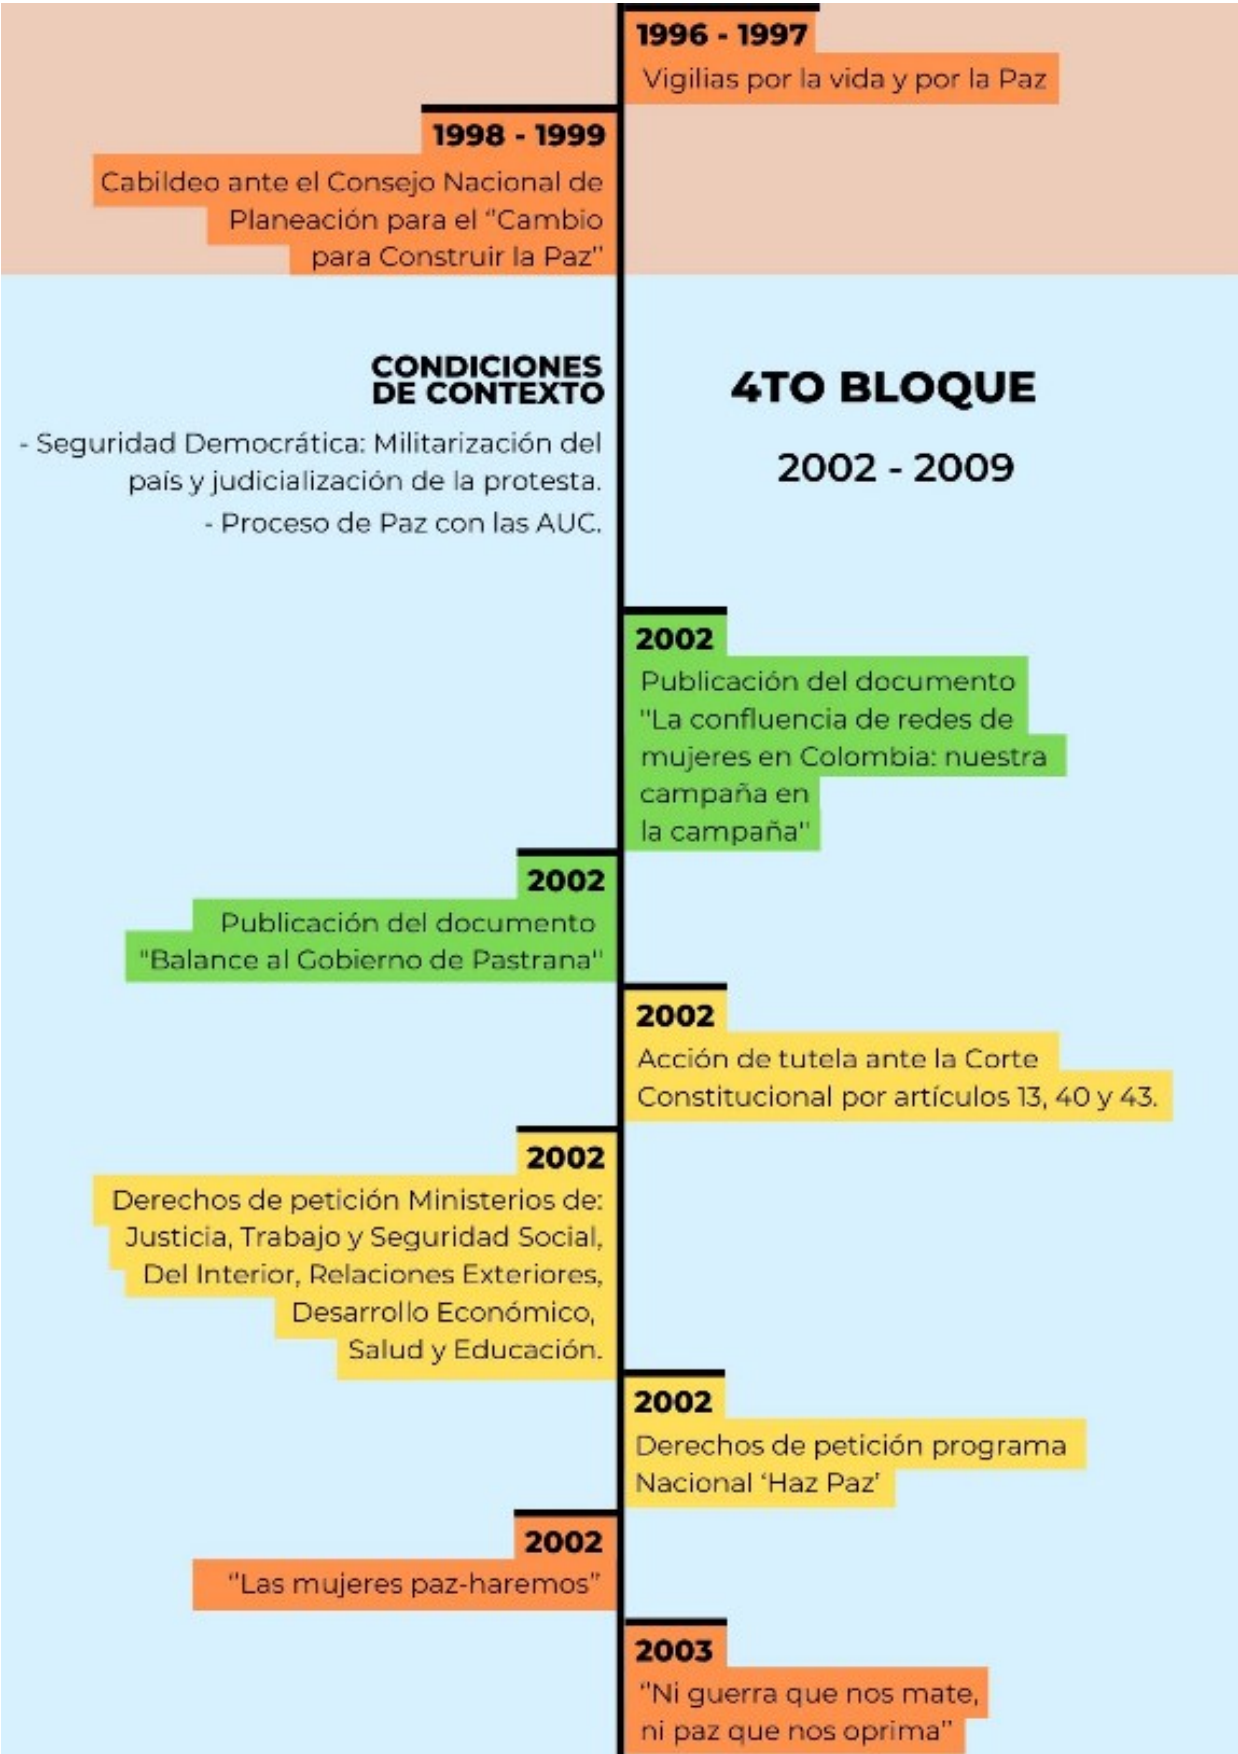 1996 - 1997
Vigilias por la vida y por la Paz
1998 - 1999
Cabildeo ante el Consejo Nacional de
Planeación para el "Cambio
para Construir la Paz"
CONDICIONES
DE CONTEXTO
- Seguridad Democrática: Militarización del
país y judicialización de la protesta.
- Proceso de Paz con las AUC.
4TO BLOQUE
2002 - 2009
2002
Publicación del documento
"La confluencia de redes de
mujeres en Colombia: nuestra
campaña en
la campaña"
2002
Publicación del documento
"Balance al Gobierno de Pastrana"
2002
Acción de tutela ante la Corte
Constitucional por artículos 13, 40 y 43.
2002
Derechos de petición Ministerios de:
Justicia, Trabajo y Seguridad Social,
Del Interior, Relaciones Exteriores,
Desarrollo Económico,
Salud y Educación.
2002
Derechos de petición programa
Nacional ‘Haz Paz’
2002
"Las mujeres paz-haremos"
2003
"Ni guerra que nos mate,
ni paz que nos oprima"